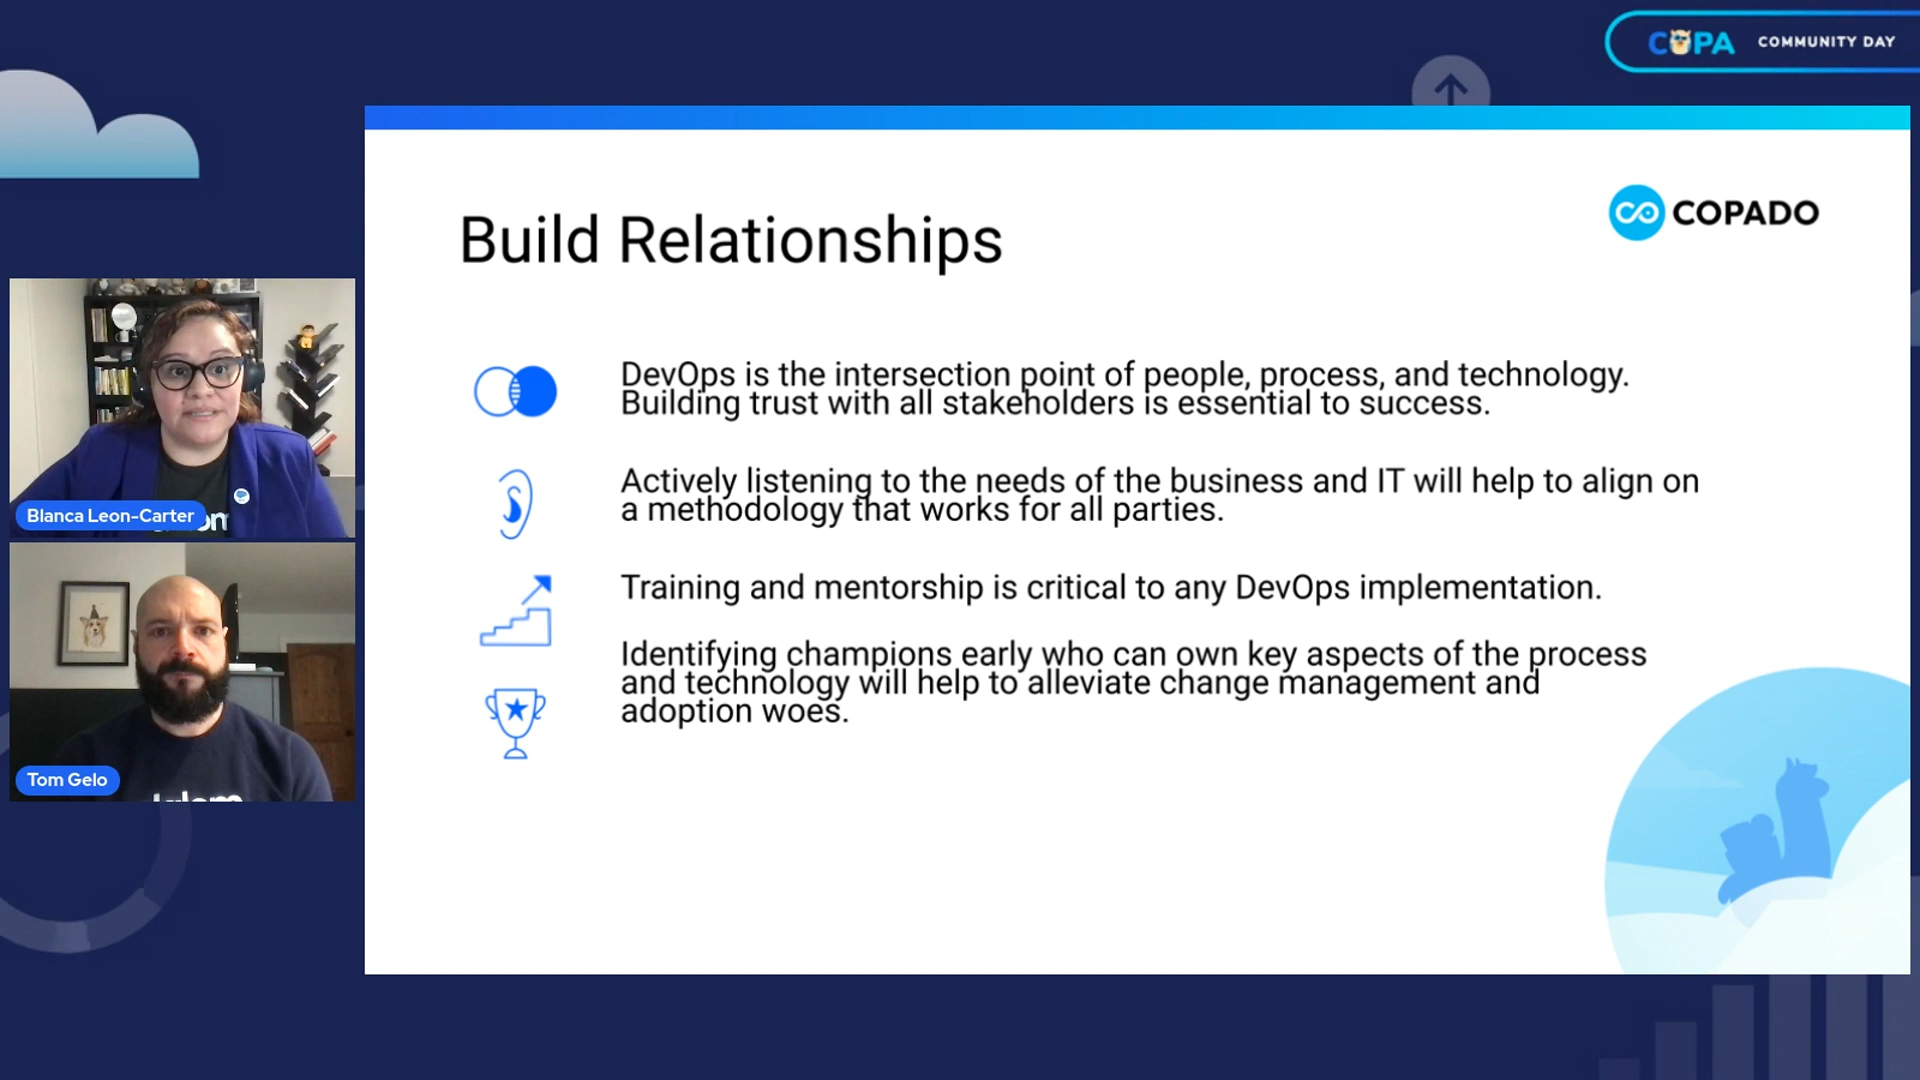 COPA COMMUNITY DAY
COPADO
Build Relationships
DevOps is the intersection point of people, process, and technology.
Building trust with all stakeholders is essential to success.
Actively listening to the needs of the business and IT will help to align on
a methodology that works for all parties.
Training and mentorship is critical to any DevOps implementation.
Identifying champions early who can own key aspects of the process
and technology will help to alleviate change management and
adoption woes.
Blanca Leon-Carter
Tom Gelo